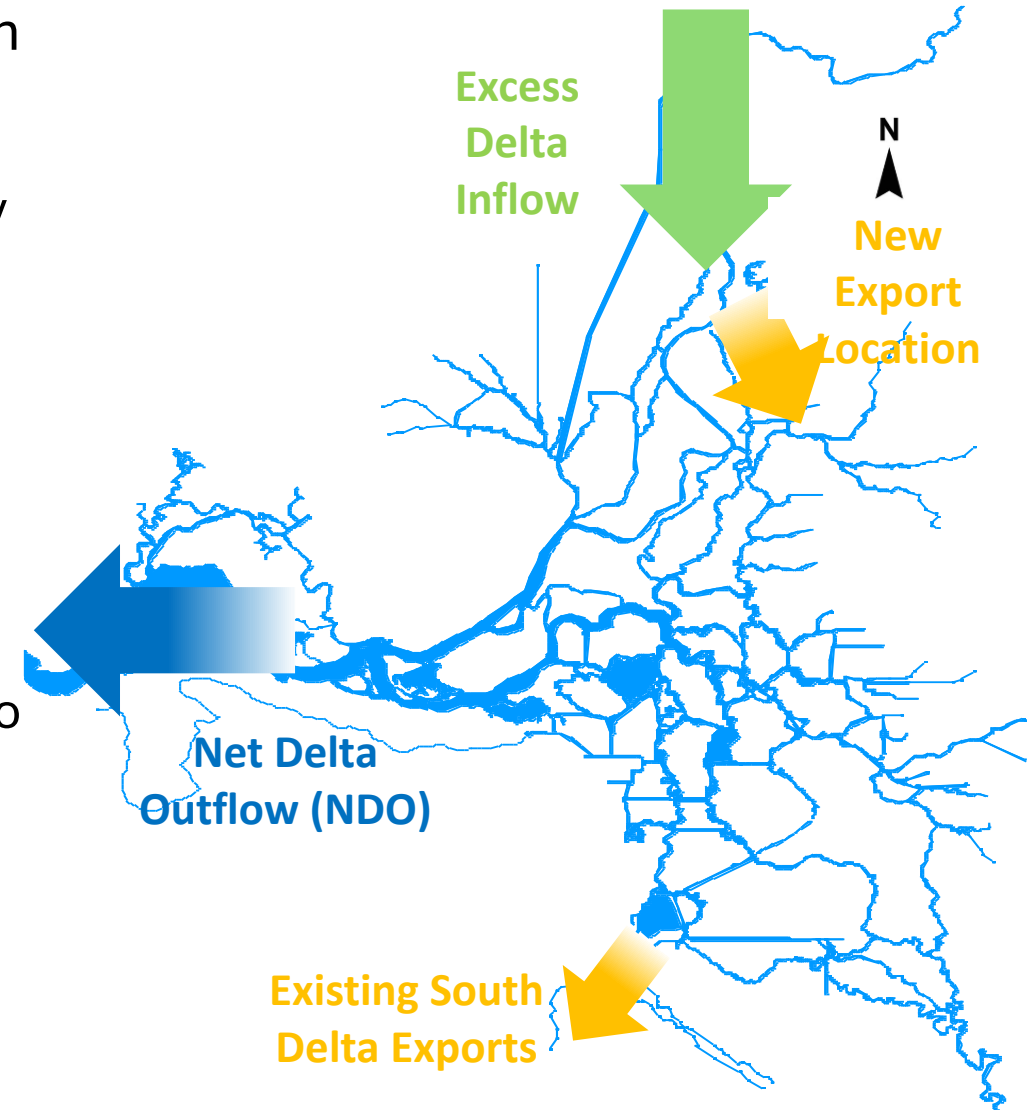 n
y
o
Excess
Delta
Inflow
N
New
Export
Location
Net Delta
Outflow (NDO)
Existing South
Delta Exports